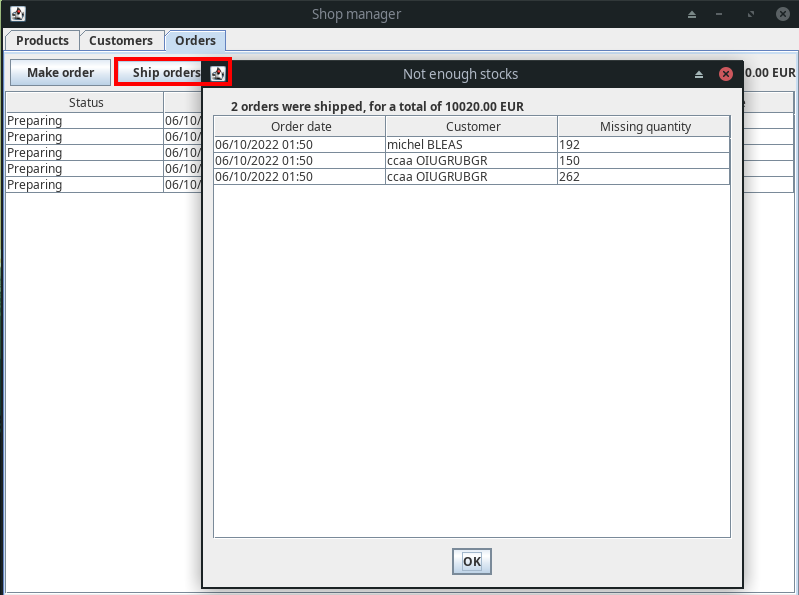 Shop manager
Products Customers Orders
Make order Ship orders 0.00 EUR
Not enough stocks
2 orders were shipped, for a total of 10020.00 EUR
Order date Customer Missing quantity
06/10/2022 01:50 michel BLEAS 192
06/10/2022 01:50 ccaa OIUGRUBGR 150
06/10/2022 01:50 ccaa OIUGRUBGR 262
OK
Status
Preparing 06/10/
Preparing 06/10/
Preparing 06/10/
Preparing 06/10/
Preparing 06/10/